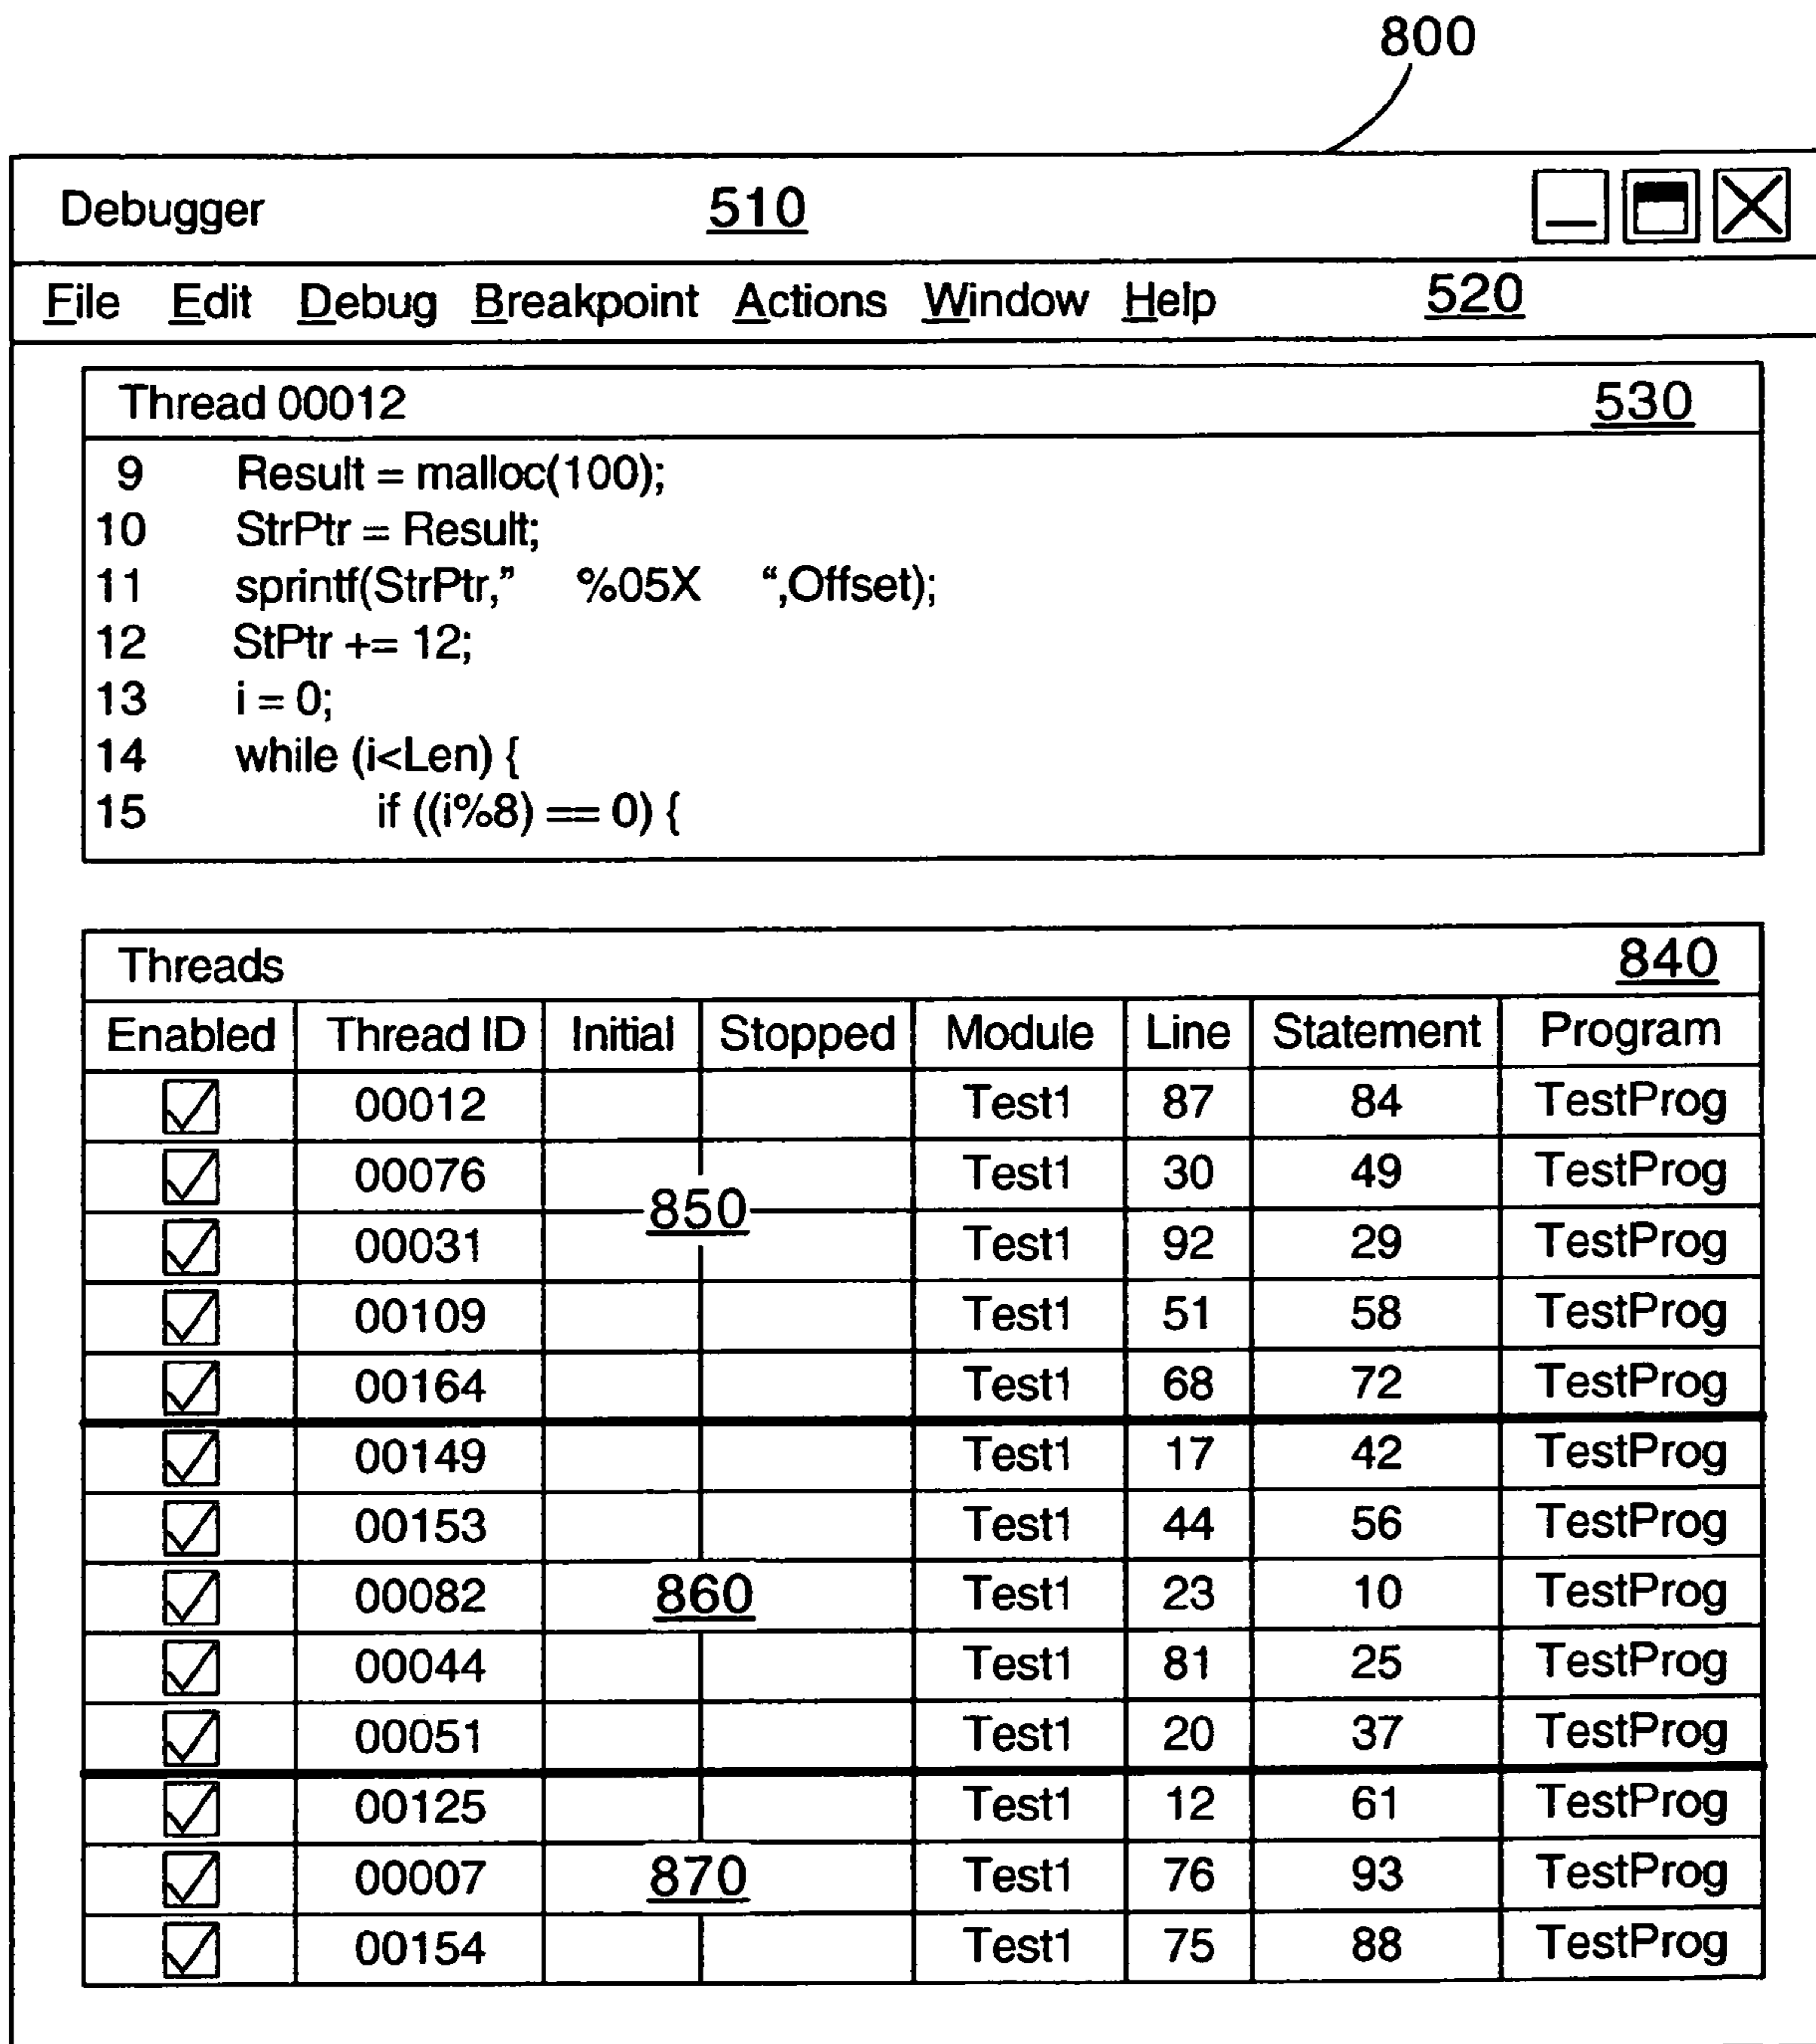 800
Debugger 510
File Edit Debug Breakpoint Actions Window Help 520
Thread 00012 530
9 Result = malloc(100);
10 StrPtr = Result;
11 sprintf(StrPtr,” %05X “,Offset);
12 StPtr += 12;
13 i = 0;
14 while (i<Len) {
15 if ((i%8) == 0) {
Threads 840
Enabled Thread ID Initial Stopped Module Line Statement Program
00012 Test1 87 84 TestProg
00076 Test1 30 49 TestProg
850
00031 Test1 92 29 TestProg
00109 Test1 51 58 TestProg
00164 Test1 68 72 TestProg
00149 Test1 17 42 TestProg
00153 Test1 44 56 TestProg
00082 860 Test1 23 10 TestProg
00044 Test1 81 25 TestProg
00051 Test1 20 37 TestProg
00125 Test1 12 61 TestProg
00007 870 Test1 76 93 TestProg
00154 Test1 75 88 TestProg